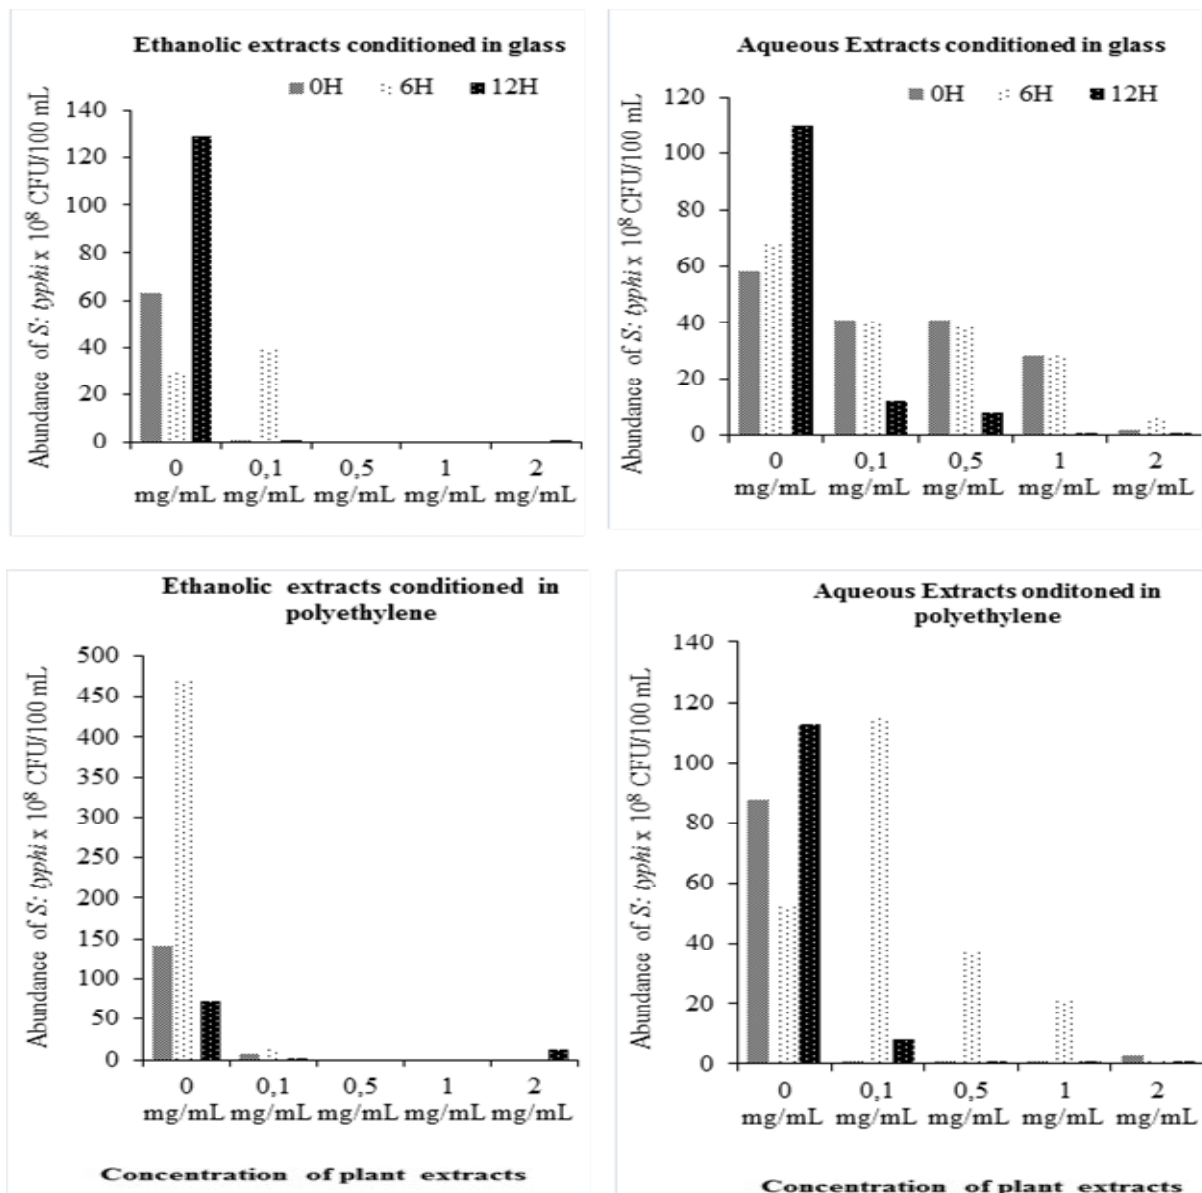 Ethanolic extracts conditioned in glass
0H 6H 12H
Abundance of S: typhi x 10⁸ CFU/100 mL
140
120
100
80
60
40
20
0
0 0,1 0,5 1 2
mg/mL mg/mL mg/mL mg/mL mg/mL
Aqueous Extracts conditioned in glass
0H 6H 12H
Abundance of S: typhi x 10⁸ CFU/100 mL
120
100
80
60
40
20
0
0 0,1 0,5 1 2
mg/mL mg/mL mg/mL mg/mL mg/mL
Ethanolic extracts conditioned in
polyethylene
Abundance of S: typhi x 10⁸ CFU/100 mL
500
450
400
350
300
250
200
150
100
50
0
0 0,1 0,5 1 2
mg/mL mg/mL mg/mL mg/mL mg/mL
Concentration of plant extracts
Aqueous Extracts onditoned in
polyethylene
Abundance of S: typhi x 10⁸ CFU/100 mL
140
120
100
80
60
40
20
0
0 0,1 0,5 1 2
mg/mL mg/mL mg/mL mg/mL mg/mL
Concentration of plant extracts